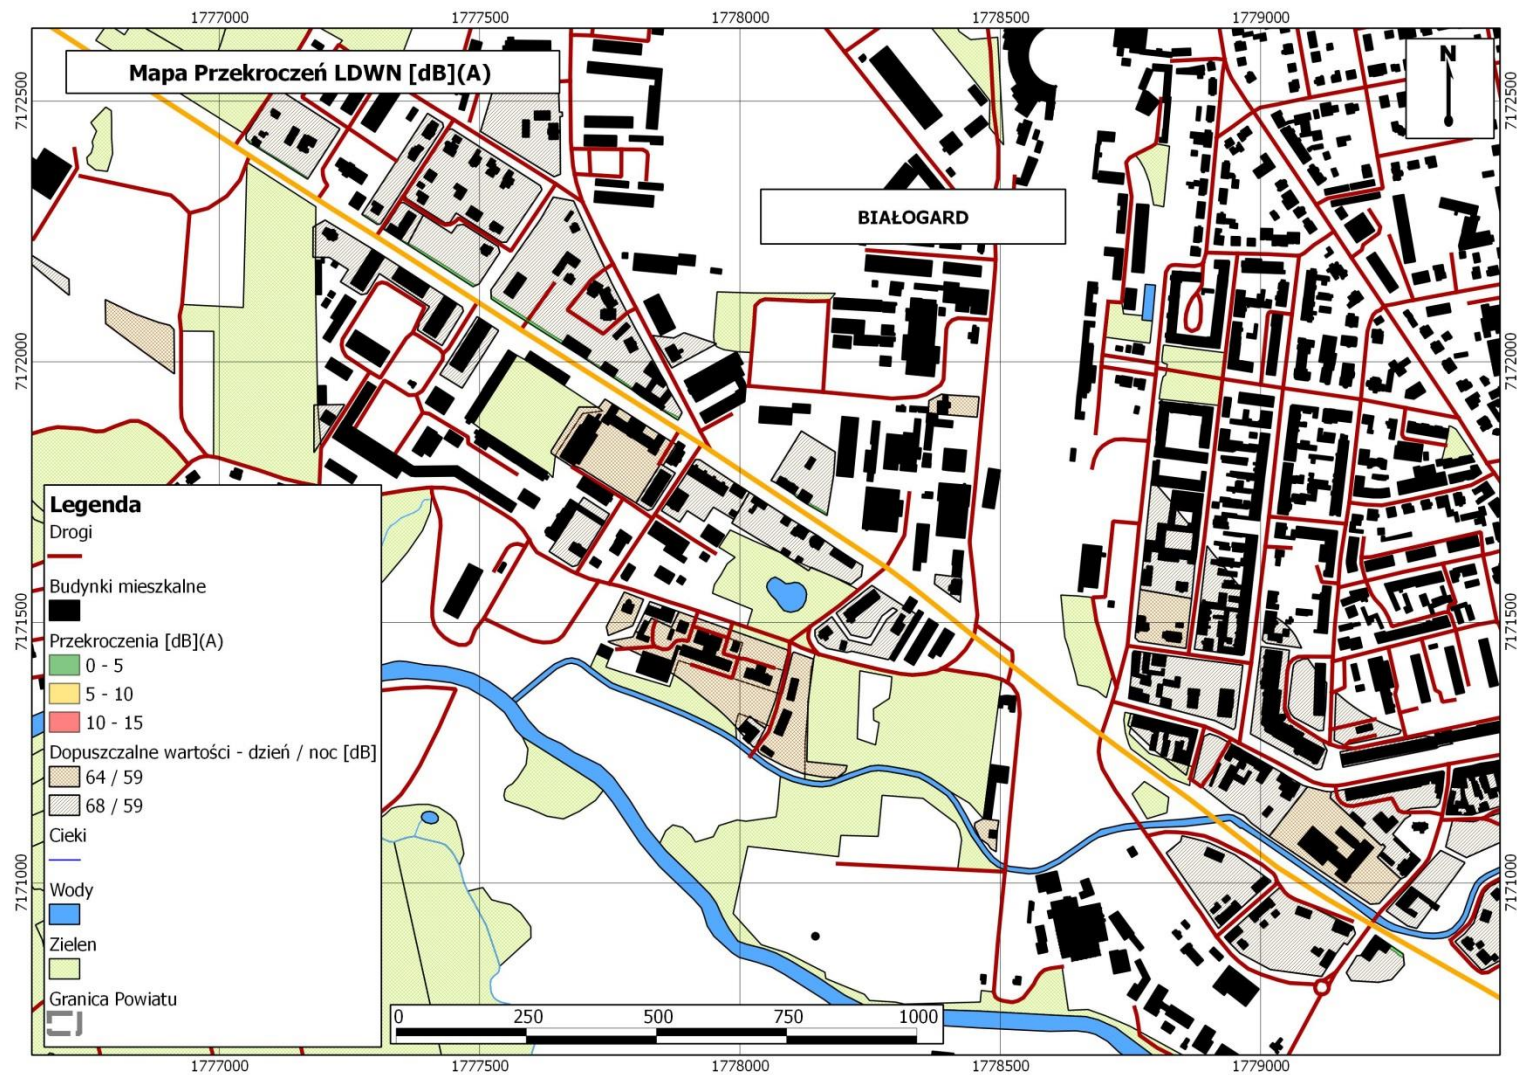 1777000 1777500 1778000 1778500 1779000
Mapa Przekroczeń LDWN [dB](A)
N
7172500 7172500
BIAŁOGARD
7172000 7172000
Legenda
Drogi
Budynki mieszkalne
7171500 7171500
Przekroczenia [dB](A)
0 - 5
5 - 10
10 - 15
Dopuszczalne wartości - dzień / noc [dB]
64 / 59
68 / 59
Cieki
7171000 7171000
Wody
Zielen
Granica Powiatu
0 250 500 750 1000
1777000 1777500 1778000 1778500 1779000